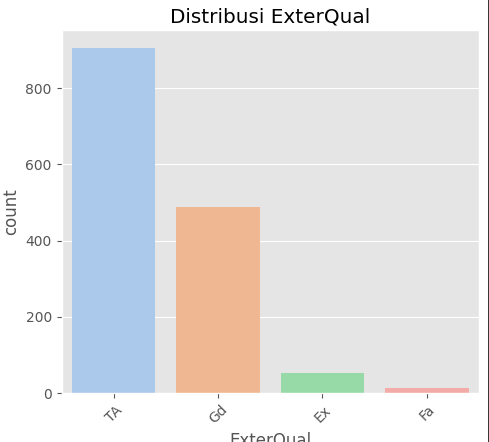 Distribusi ExterQual
count
800
600
400
200
0
TA
Gd
Ex
Fa
ExterQual